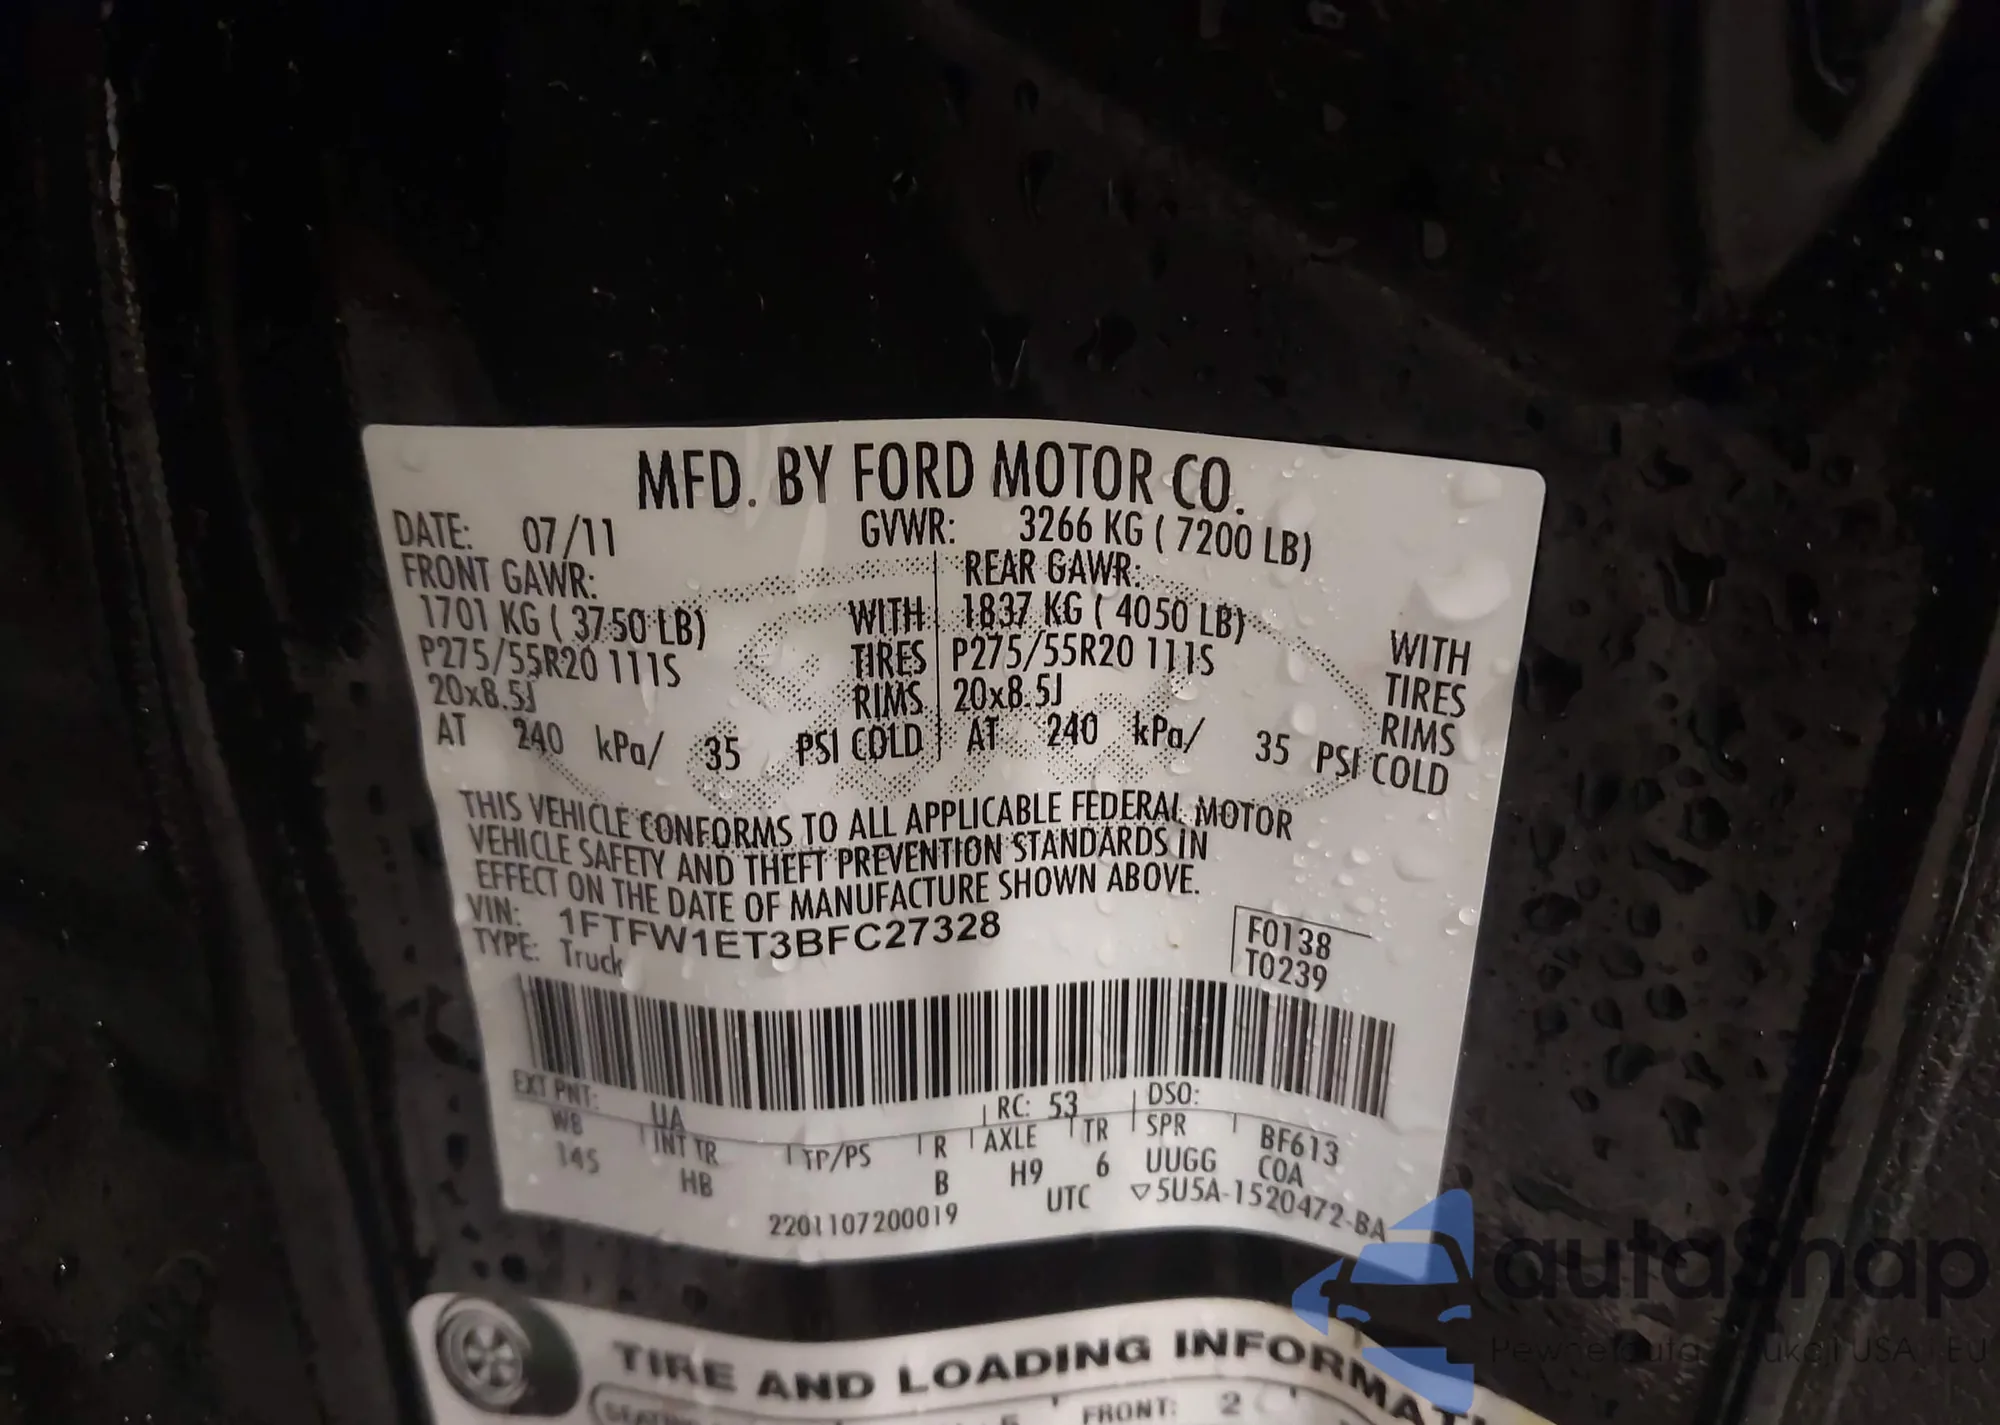 MFD. BY FORD MOTOR CO.
DATE: 07/11 GVWR: 3266 KG ( 7200 LB)
FRONT GAWR: REAR GAWR:
1701 KG ( 3750 LB) WITH 1837 KG ( 4050 LB) WITH
P275/55R20 111S TIRES P275/55R20 111S TIRES
20x8.5J RIMS 20x8.5J RIMS
AT 240 kPa/ 35 PSI COLD AT 240 kPa/ 35 PSI COLD
THIS VEHICLE CONFORMS TO ALL APPLICABLE FEDERAL MOTOR
VEHICLE SAFETY AND THEFT PREVENTION STANDARDS IN
EFFECT ON THE DATE OF MANUFACTURE SHOWN ABOVE.
VIN: 1FTFW1ET3BFC27328 F0138
TYPE: Truck T0239
EXT PNT: UA RC: 53 DSO:
WB INT TR TP/PS R AXLE TR SPR BF613
145 HB B H9 6 UUGG COA
2201107200019 UTC ▽5U5A-1520472-BA
TIRE AND LOADING INFORMATI
FRONT: 2
autaSnap
USA
EU